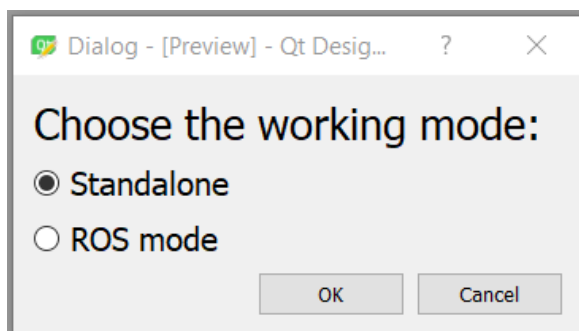 Dialog - [Preview] - Qt Desig...
Choose the working mode:
Standalone
ROS mode
OK Cancel